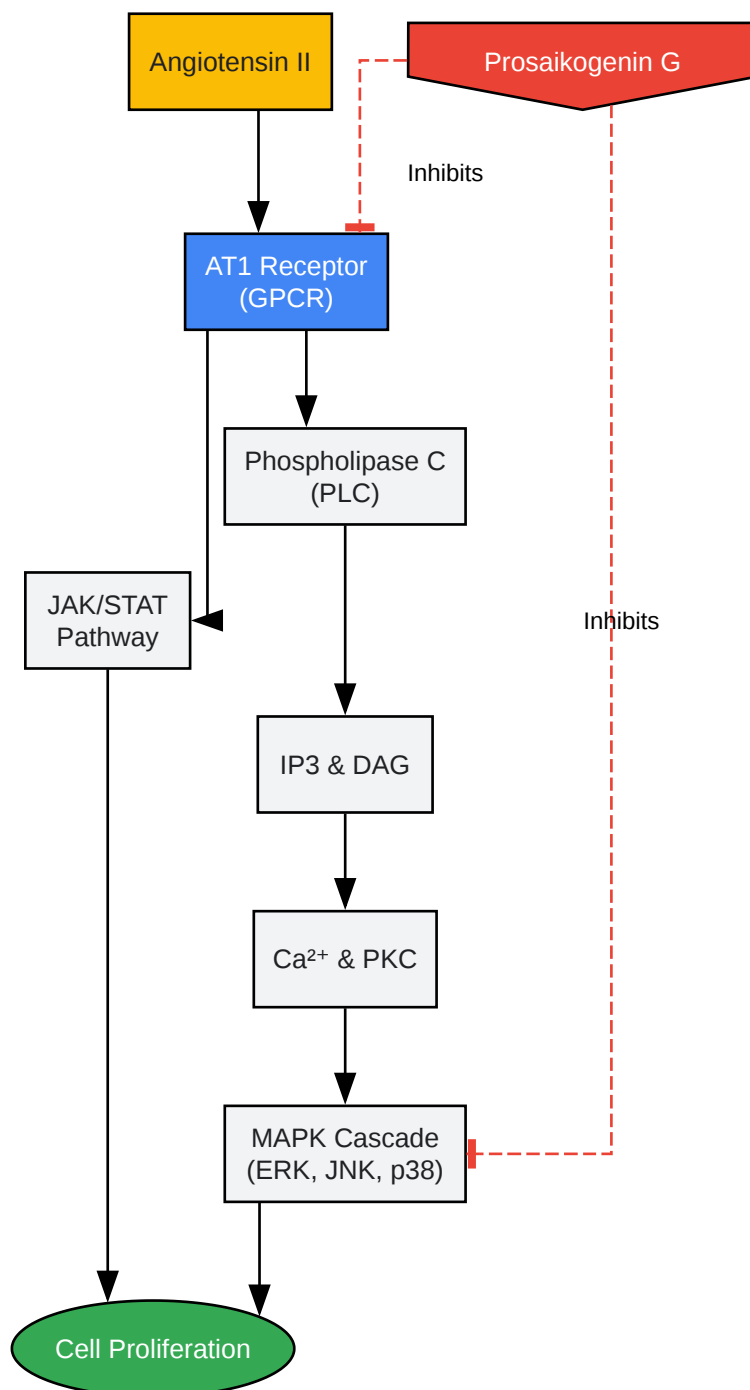 Angiotensin II
Prosaikogenin G
Inhibits
AT1 Receptor
(GPCR)
Phospholipase C
(PLC)
JAK/STAT
Pathway
Inhibits
IP3 & DAG
Ca²⁺ & PKC
MAPK Cascade
(ERK, JNK, p38)
Cell Proliferation